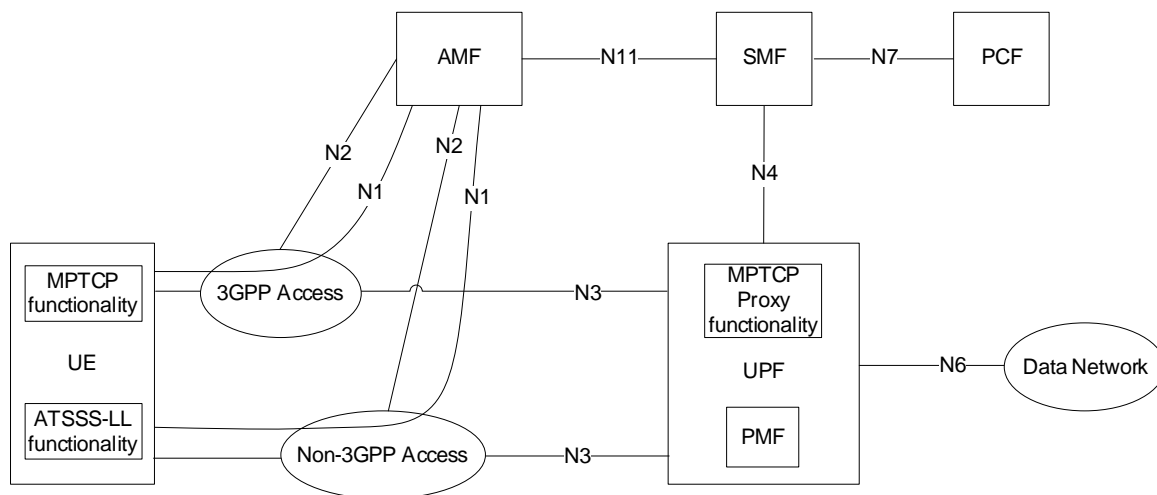 AMF
N11
SMF
N7
PCF
N2
N2
N1
N1
N4
MPTCP
functionality
3GPP Access
N3
MPTCP
Proxy
functionality
UE
UPF
N6
Data Network
ATSSS-LL
functionality
Non-3GPP Access
N3
PMF